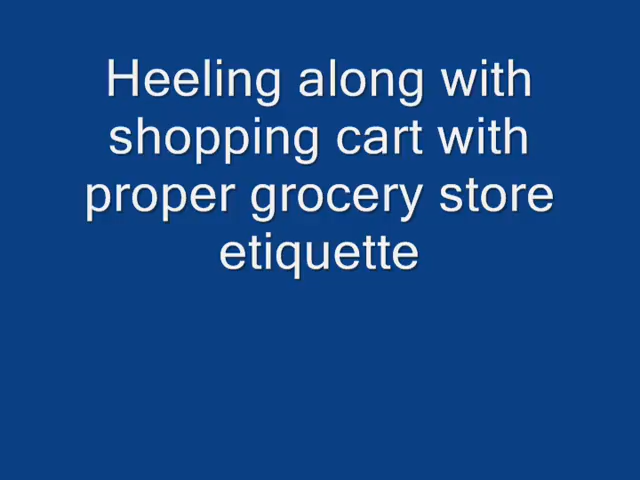 Heeling along with
shopping cart with
proper grocery store
etiquette